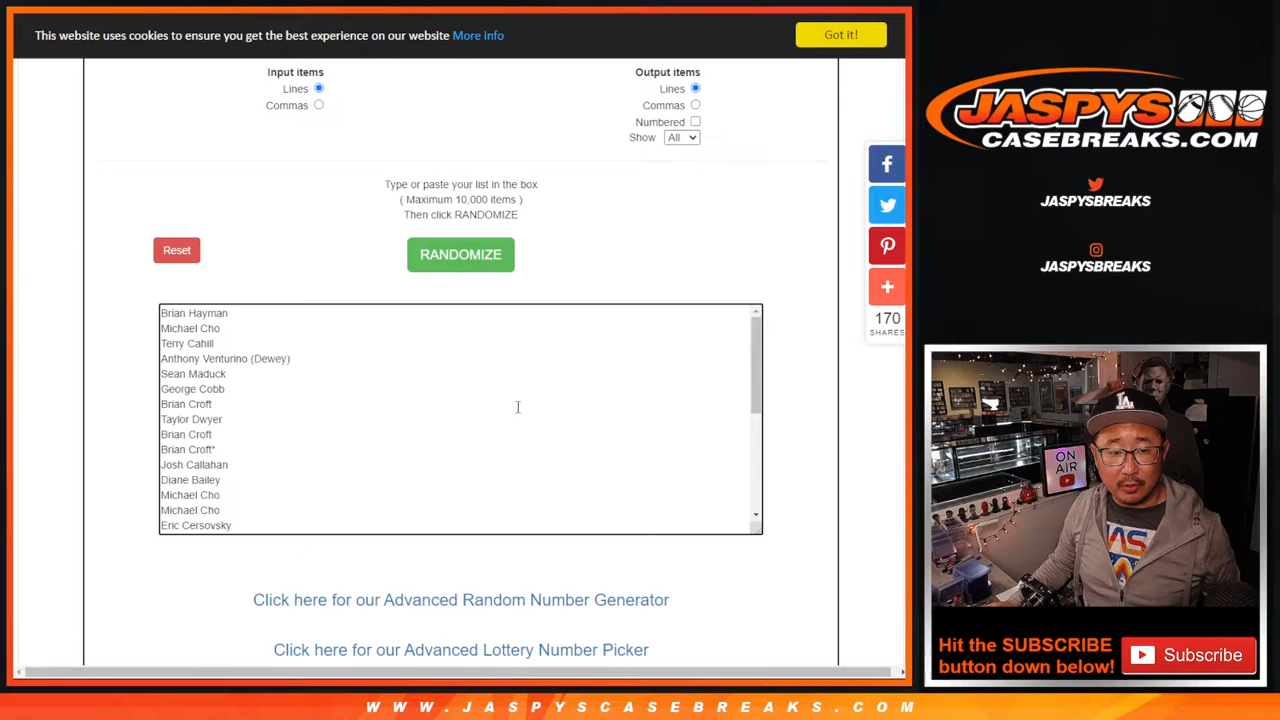 This website uses cookies to ensure you get the best experience on our website More info
Got it!
Input items
Lines
Commas
Output items
Lines
Commas
Numbered
Show All
Type or paste your list in the box
( Maximum 10,000 items )
Then click RANDOMIZE
Reset
RANDOMIZE
Brian Hayman
Michael Cho
Terry Cahill
Anthony Venturino (Dewey)
Sean Maduck
George Cobb
Brian Croft
Taylor Dwyer
Brian Croft
Brian Croft*
Josh Callahan
Diane Bailey
Michael Cho
Michael Cho
Eric Cersovsky
Click here for our Advanced Random Number Generator
Click here for our Advanced Lottery Number Picker
170
SHARES
JASPYS
CASEBREAKS.COM
JASPYSBREAKS
JASPYSBREAKS
ON
AIR
LA
Hit the SUBSCRIBE
button down below!
Subscribe
WWW.JASPYSCASEBREAKS.COM